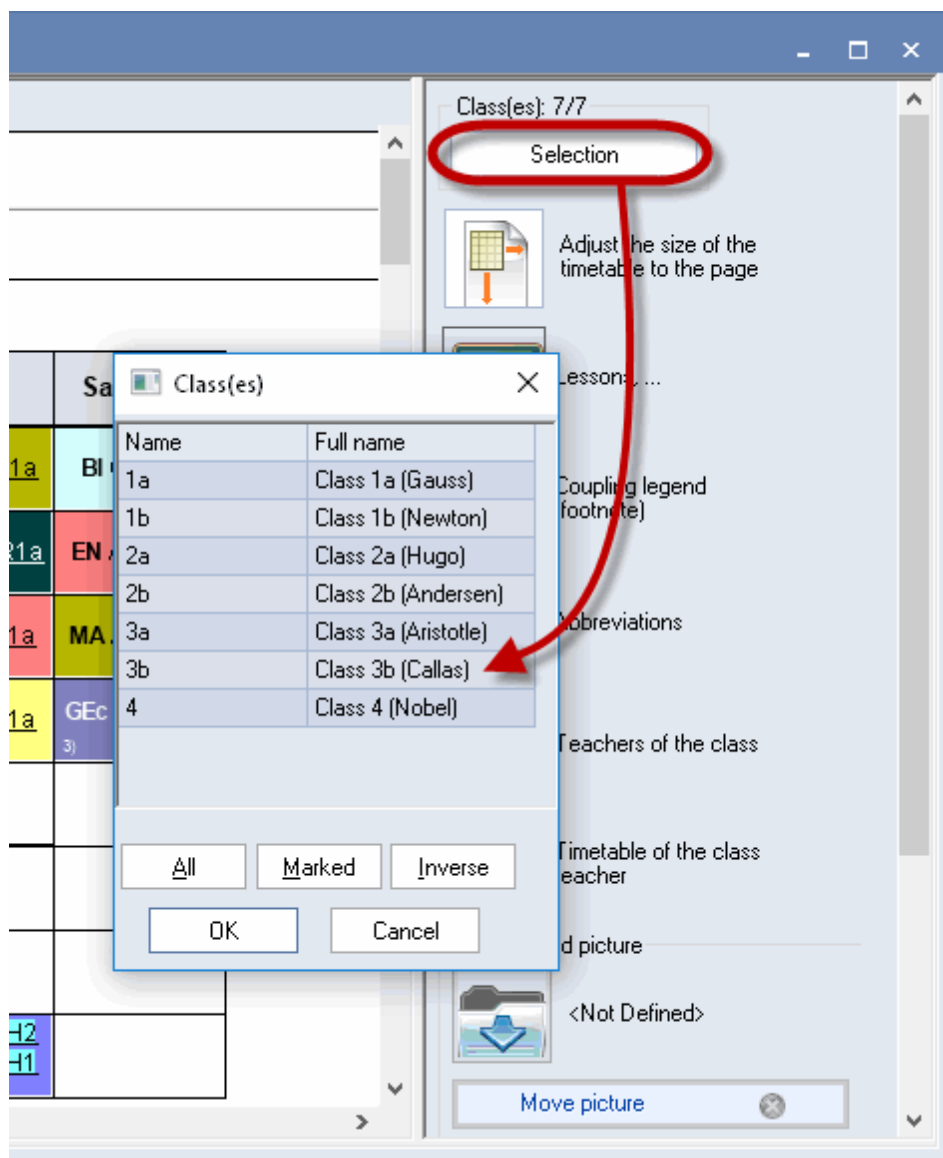 Class(es): 7/7
Selection
Adjust the size of the
timetable to the page
Lessons, ...
Coupling legend
footnote)
Abbreviations
Teachers of the class
Timetable of the class
teacher
d picture
<Not Defined>
Move picture
Class(es)
Name Full name
1a Class 1a (Gauss)
1b Class 1b (Newton)
2a Class 2a (Hugo)
2b Class 2b (Andersen)
3a Class 3a (Aristotle)
3b Class 3b (Callas)
4 Class 4 (Nobel)
All Marked Inverse
OK Cancel
Sa
1a BI
R1a EN
1a MA
1a GEc
3)
H2
H1